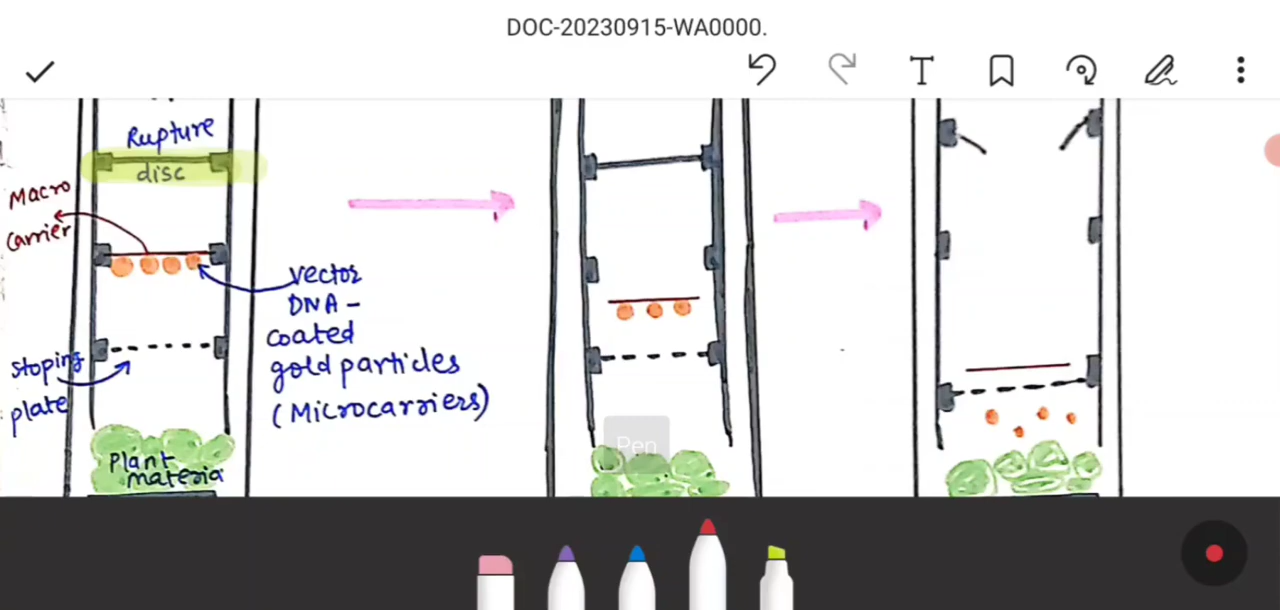 DOC-20230915-WA0000.
T
Rupture
disc
Macro
Carrier
Vector
DNA -
coated
gold particles
(Microcarriers)
Stoping
plate
Plant
materia
Pen